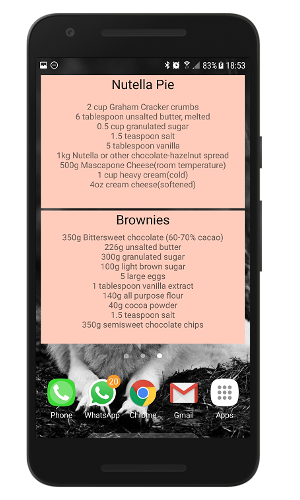 83% 18:53
Nutella Pie
2 cup Graham Cracker crumbs
6 tablespoon unsalted butter, melted
0.5 cup granulated sugar
1.5 teaspoon salt
5 tablespoon vanilla
1kg Nutella or other chocolate-hazelnut spread
500g Mascapone Cheese(room temperature)
1 cup heavy cream(cold)
4oz cream cheese(softened)
Brownies
350g Bittersweet chocolate (60-70% cacao)
226g unsalted butter
300g granulated sugar
100g light brown sugar
5 large eggs
1 tablespoon vanilla extract
140g all purpose flour
40g cocoa powder
1.5 teaspoon salt
350g semisweet chocolate chips
20
Phone WhatsApp Chrome Gmail Apps